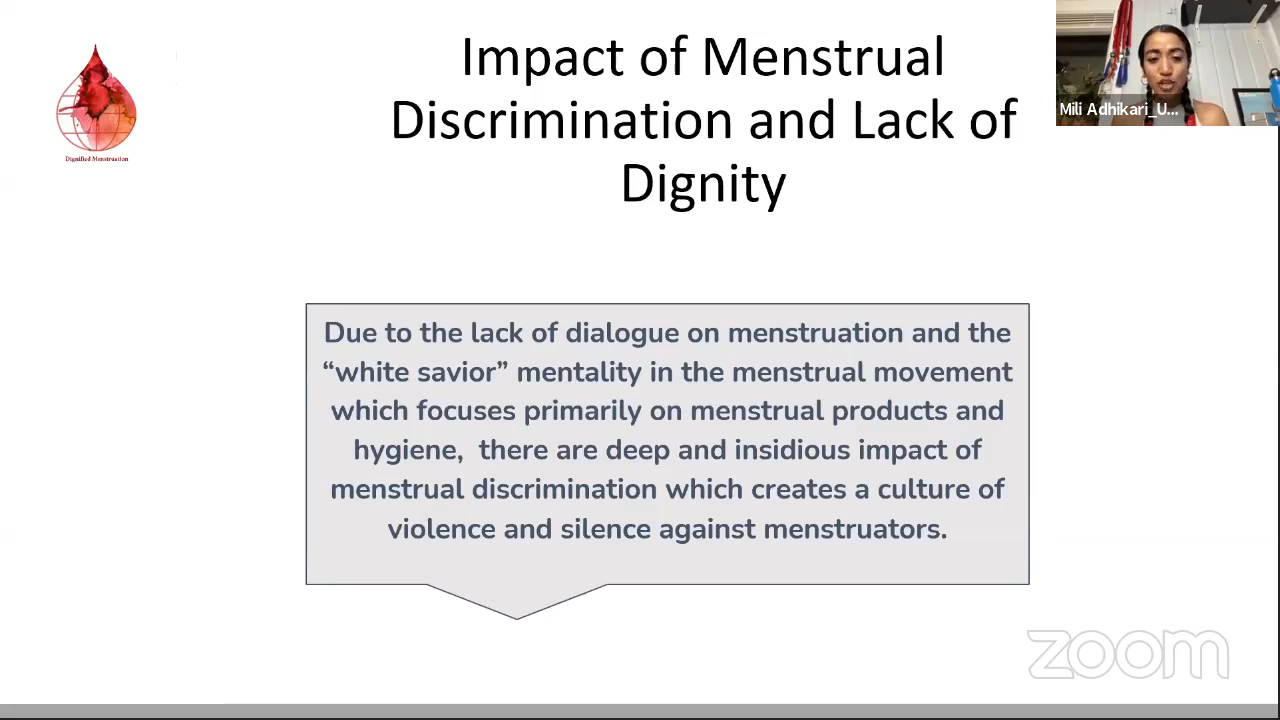 Impact of Menstrual
Discrimination and Lack of
Dignity
Mili Adhikari_U...
Dignified Menstruation
Due to the lack of dialogue on menstruation and the
“white savior” mentality in the menstrual movement
which focuses primarily on menstrual products and
hygiene,  there are deep and insidious impact of
menstrual discrimination which creates a culture of
violence and silence against menstruators.
zoom